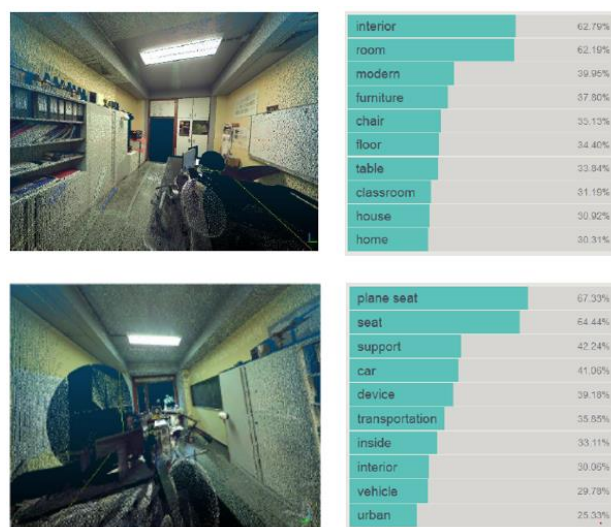 interior 62.79%
room 62.19%
modern 39.95%
furniture 37.80%
chair 35.13%
floor 34.40%
table 33.84%
classroom 31.19%
house 30.92%
home 30.31%
plane seat 67.33%
seat 64.44%
support 42.24%
car 41.06%
device 39.18%
transportation 35.85%
inside 33.11%
interior 30.06%
vehicle 29.78%
urban 25.33%